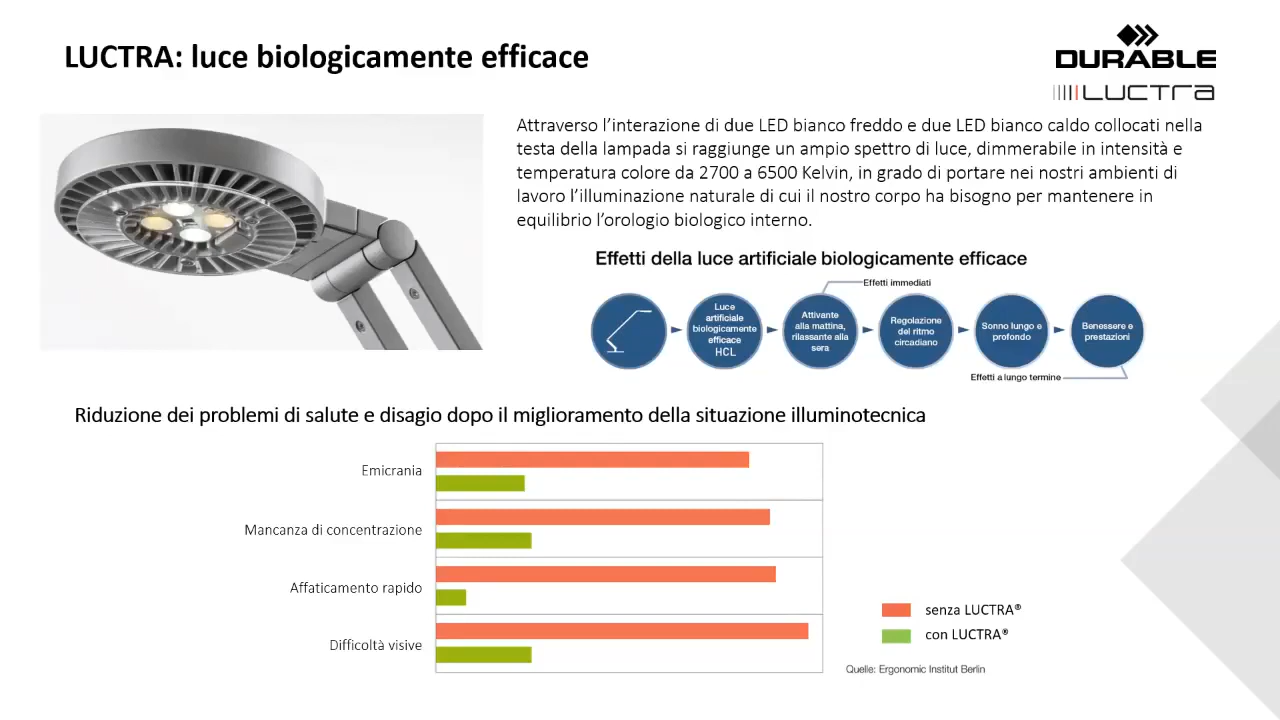 LUCTRA: luce biologicamente efficace
DURABLE
LUCTRA
Attraverso l’interazione di due LED bianco freddo e due LED bianco caldo collocati nella
testa della lampada si raggiunge un ampio spettro di luce, dimmerabile in intensità e
temperatura colore da 2700 a 6500 Kelvin, in grado di portare nei nostri ambienti di
lavoro l’illuminazione naturale di cui il nostro corpo ha bisogno per mantenere in
equilibrio l’orologio biologico interno.
Effetti della luce artificiale biologicamente efficace
Effetti immediati
Luce
artificiale
biologicamente
efficace
HCL
Attivante
alla mattina,
rilassante alla
sera
Regolazione
del ritmo
circadiano
Sonno lungo e
profondo
Benessere e
prestazioni
Effetti a lungo termine
Riduzione dei problemi di salute e disagio dopo il miglioramento della situazione illuminotecnica
Emicrania
Mancanza di concentrazione
Affaticamento rapido
Difficoltà visive
senza LUCTRA®
con LUCTRA®
Quelle: Ergonomic Institut Berlin